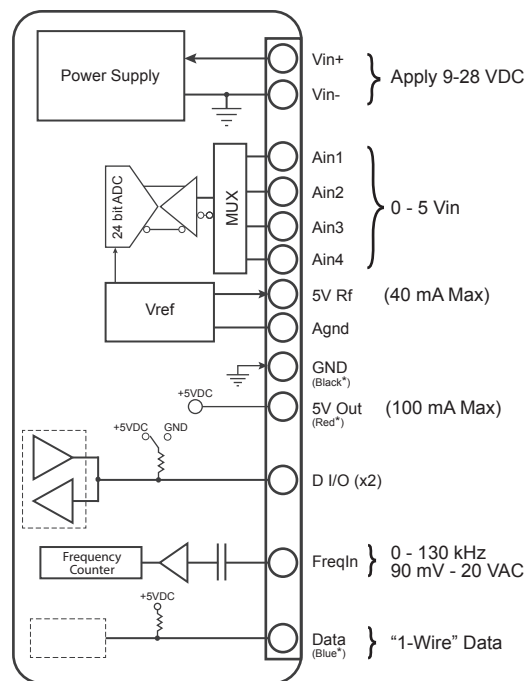 Power Supply
Vin+
Vin-
Apply 9-28 VDC
24 bit ADC
MUX
Ain1
Ain2
Ain3
Ain4
0 - 5 Vin
Vref
5V Rf (40 mA Max)
Agnd
GND
(Black*)
+5VDC
5V Out (100 mA Max)
(Red*)
+5VDC GND
D I/O (x2)
Frequency
Counter
FreqIn
0 - 130 kHz
90 mV - 20 VAC
+5VDC
Data
(Blue*)
“1-Wire” Data